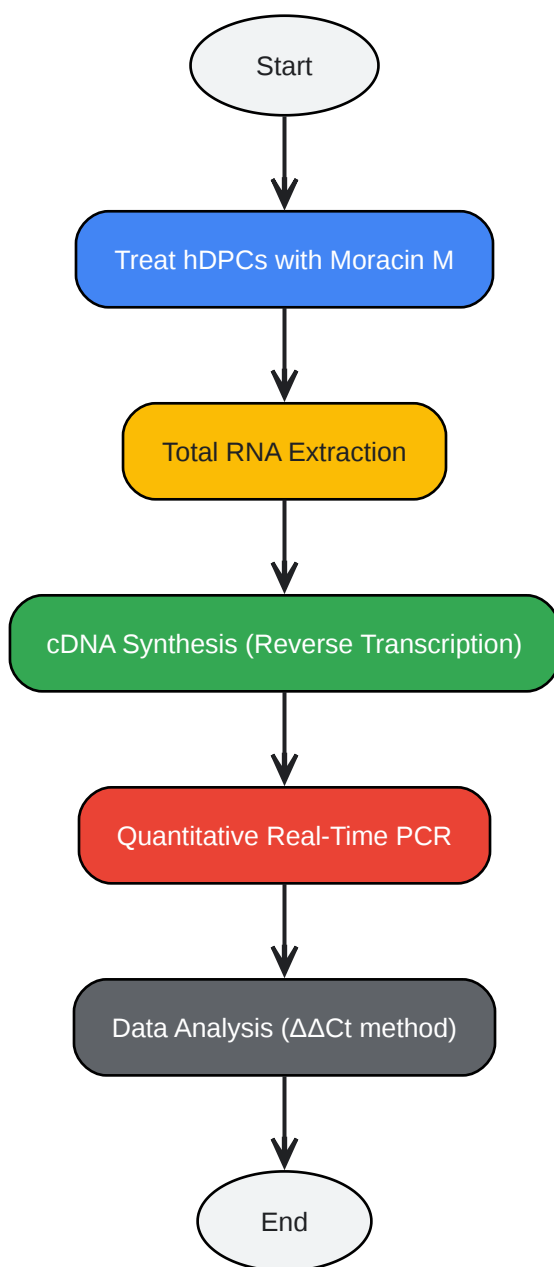 Start
Treat hDPCs with Moracin M
Total RNA Extraction
cDNA Synthesis (Reverse Transcription)
Quantitative Real-Time PCR
Data Analysis (ΔΔCt method)
End